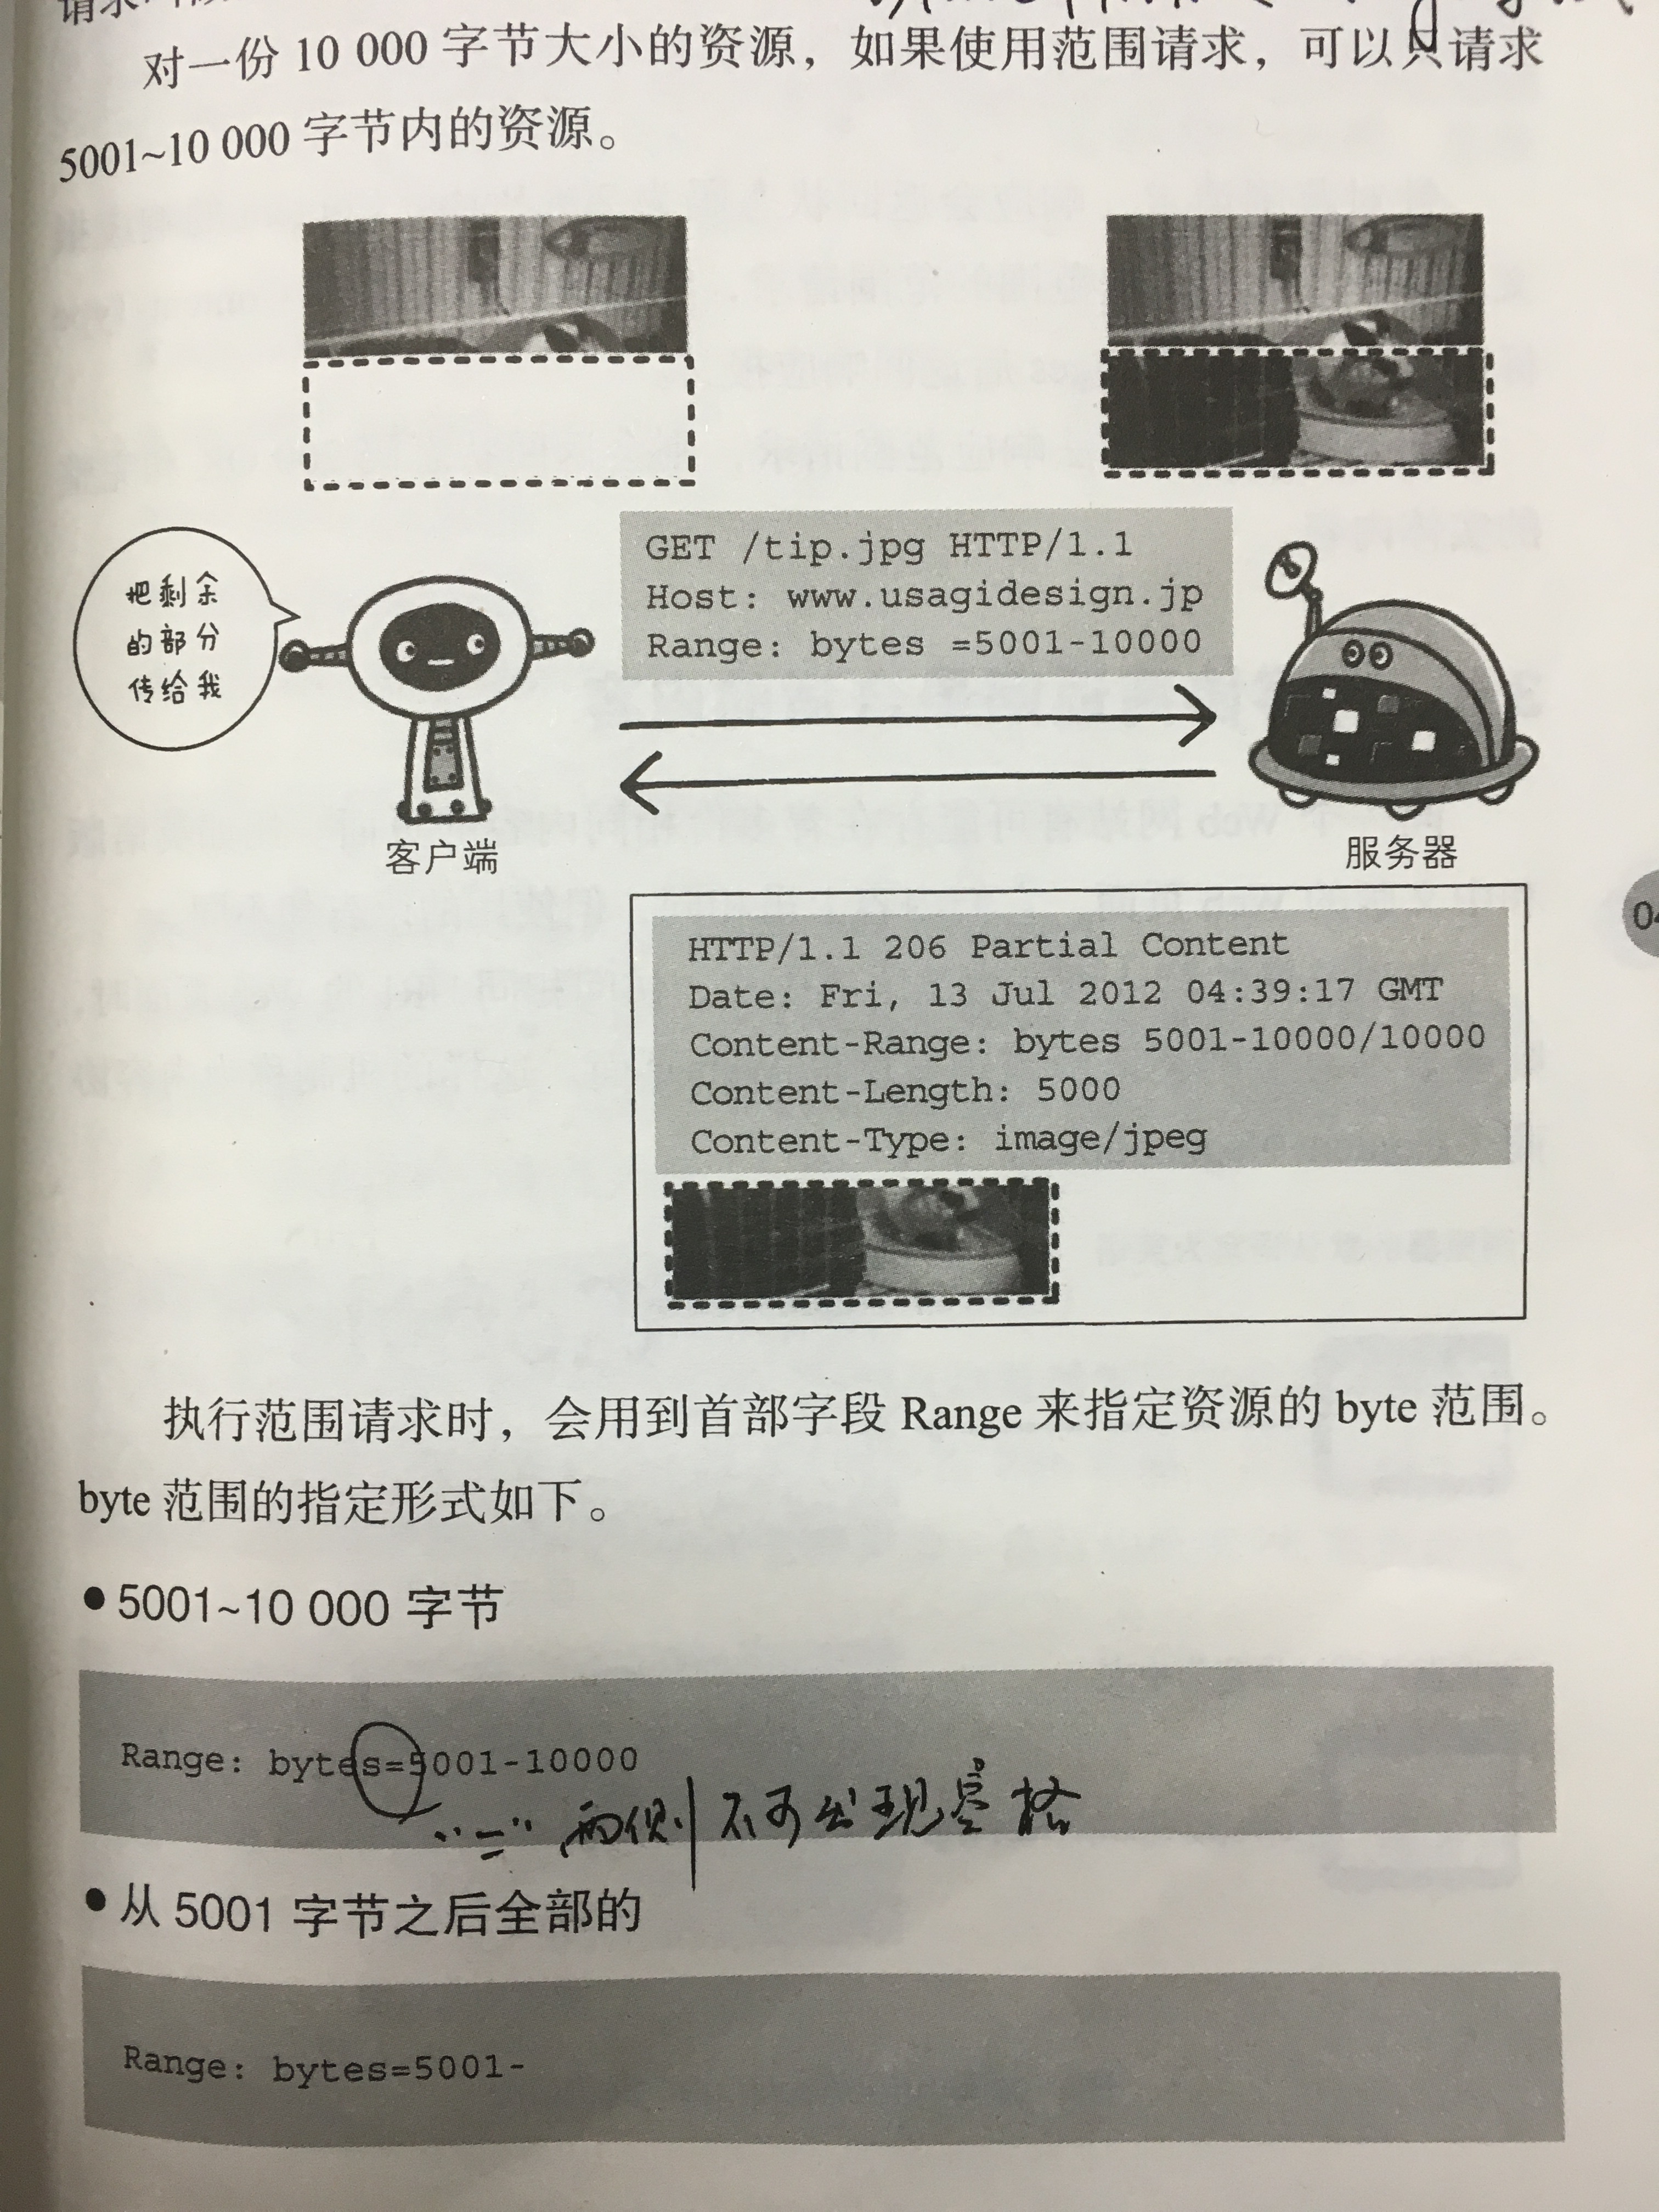 对一份 10 000 字节大小的资源，如果使用范围请求，可以只请求
5001~10 000 字节内的资源。
把剩余
的部分
传给我
GET /tip.jpg HTTP/1.1
Host: www.usagidesign.jp
Range: bytes =5001-10000
客户端
服务器
HTTP/1.1 206 Partial Content
Date: Fri, 13 Jul 2012 04:39:17 GMT
Content-Range: bytes 5001-10000/10000
Content-Length: 5000
Content-Type: image/jpeg
执行范围请求时，会用到首部字段 Range 来指定资源的 byte 范围。
byte 范围的指定形式如下。
● 5001~10 000 字节
Range: bytes=5001-10000
“=” 两侧不可出现空格
● 从 5001 字节之后全部的
Range: bytes=5001-